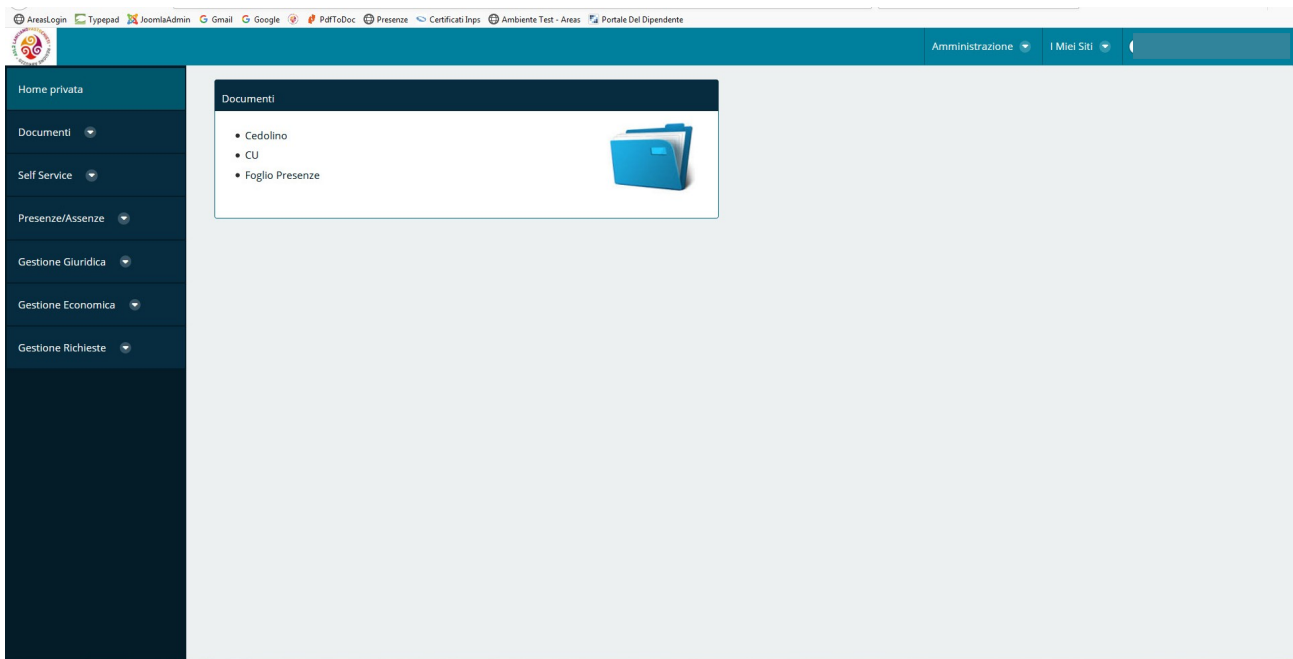 AreasLogin Typepad JoomlaAdmin Gmail Google PdfToDoc Presenze Certificati Inps Ambiente Test - Areas Portale Del Dipendente
Amministrazione I Miei Siti
Home privata
Documenti
Self Service
Presenze/Assenze
Gestione Giuridica
Gestione Economica
Gestione Richieste
Documenti
Cedolino
CU
Foglio Presenze